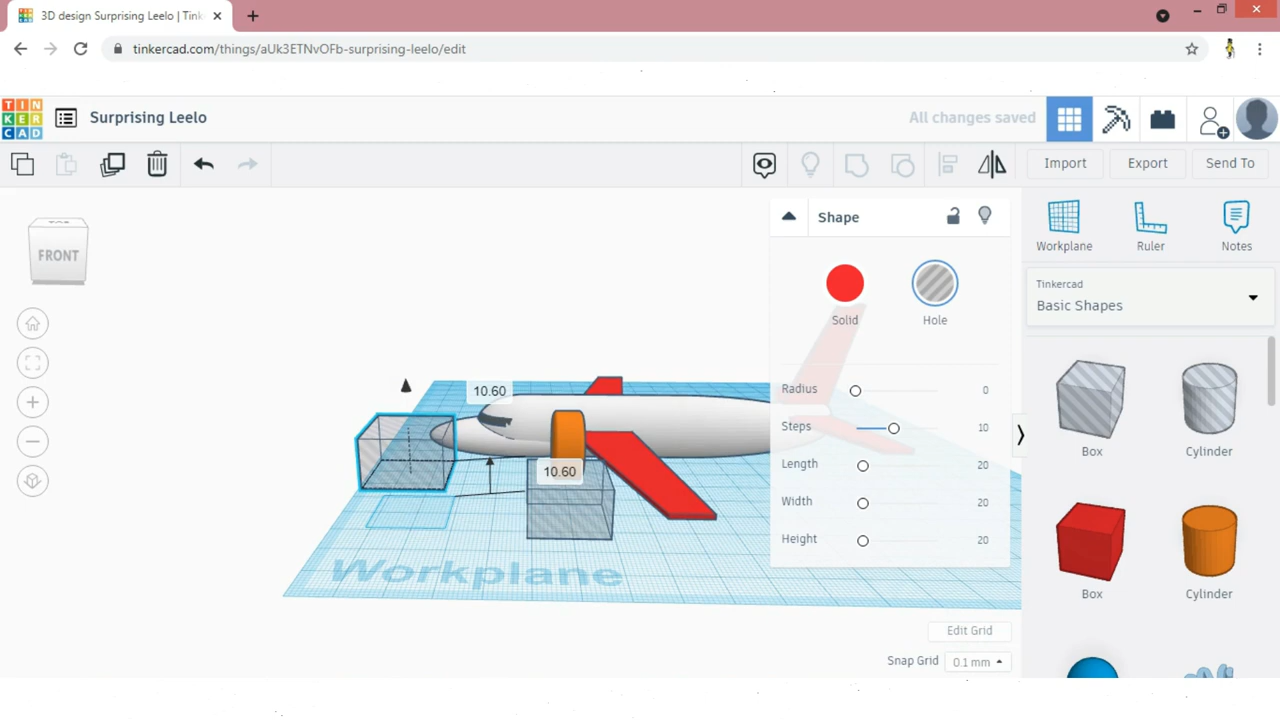 3D design Surprising Leelo | Tink
tinkercad.com/things/aUk3ETNvOFb-surprising-leelo/edit
TIN
KER
CAD
Surprising Leelo
All changes saved
Import
Export
Send To
FRONT
Shape
Solid
Hole
Radius 0
Steps 10
Length 20
Width 20
Height 20
10.60
10.60
Workplane
Workplane
Ruler
Notes
Tinkercad
Basic Shapes
Box
Cylinder
Box
Cylinder
Edit Grid
Snap Grid 0.1 mm